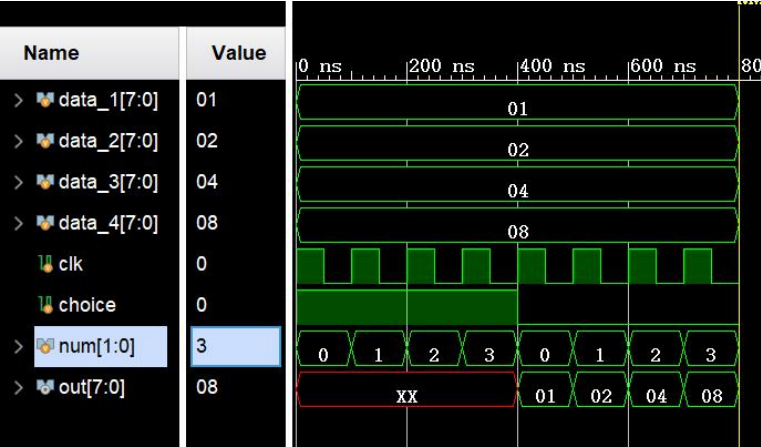 Name Value
0 ns 200 ns 400 ns 600 ns 80
data_1[7:0] 01 01
data_2[7:0] 02 02
data_3[7:0] 04 04
data_4[7:0] 08 08
clk 0
choice 0
num[1:0] 3 0 1 2 3 0 1 2 3
out[7:0] 08 XX 01 02 04 08